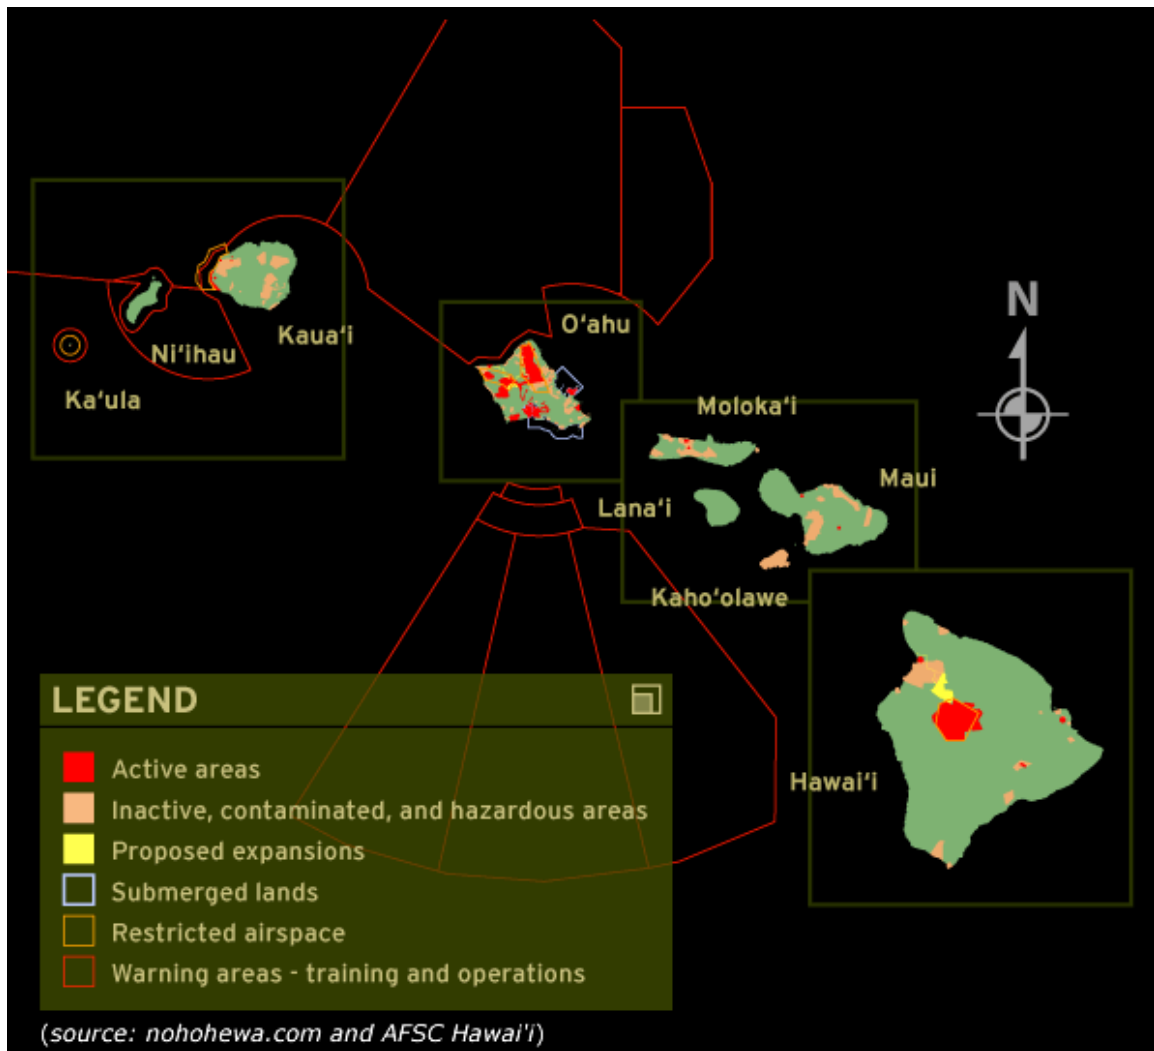 N
O‘ahu
Kaua‘i
Ni‘ihau
Ka‘ula
Moloka‘i
Maui
Lana‘i
Kaho‘olawe
Hawai‘i
LEGEND
Active areas
Inactive, contaminated, and hazardous areas
Proposed expansions
Submerged lands
Restricted airspace
Warning areas - training and operations
(source: nohohewa.com and AFSC Hawai'i)